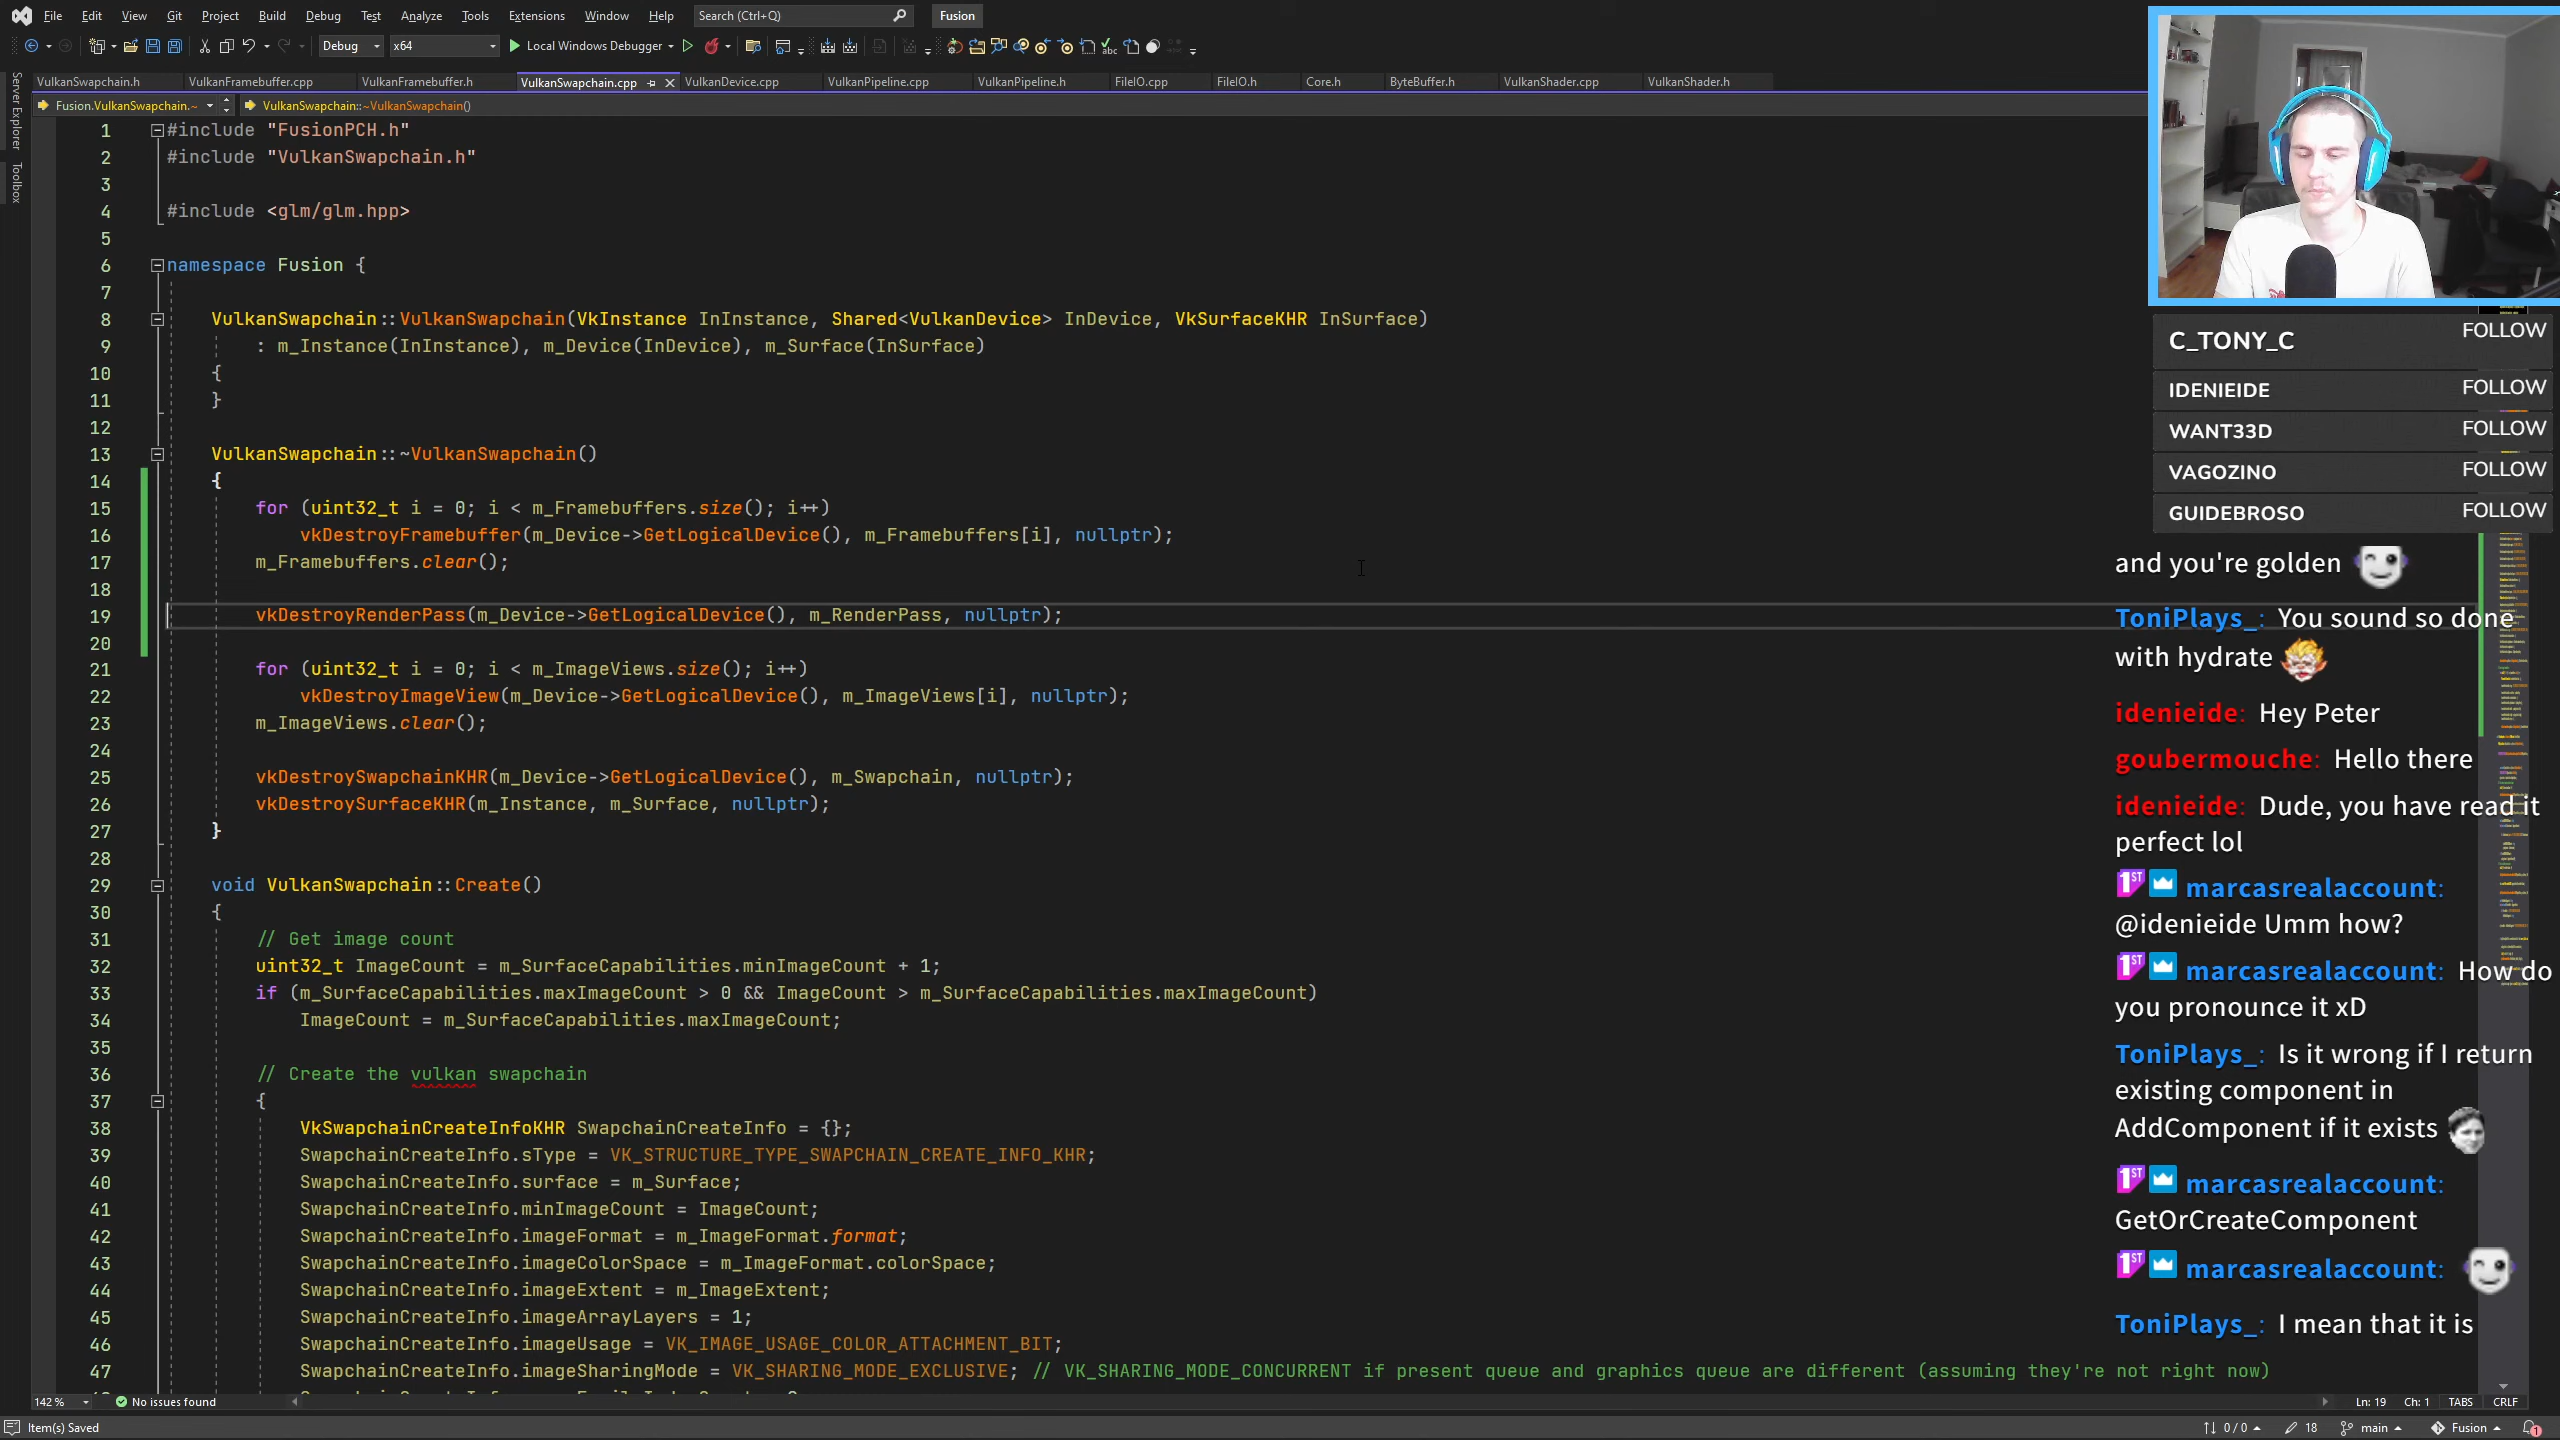 File Edit View Git Project Build Debug Test Analyze Tools Extensions Window Help Search (Ctrl+Q) Fusion
Debug x64 Local Windows Debugger
VulkanSwapchain.h VulkanFramebuffer.cpp VulkanFramebuffer.h VulkanSwapchain.cpp VulkanDevice.cpp VulkanPipeline.cpp VulkanPipeline.h FileIO.cpp FileIO.h Core.h ByteBuffer.h VulkanShader.cpp VulkanShader.h
Fusion.VulkanSwapchain.~ VulkanSwapchain::~VulkanSwapchain()
Server Explorer
Toolbox
1 #include "FusionPCH.h"
2 #include "VulkanSwapchain.h"
3
4 #include <glm/glm.hpp>
5
6 namespace Fusion {
7
8 VulkanSwapchain::VulkanSwapchain(VkInstance InInstance, Shared<VulkanDevice> InDevice, VkSurfaceKHR InSurface)
9 : m_Instance(InInstance), m_Device(InDevice), m_Surface(InSurface)
10 {
11 }
12
13 VulkanSwapchain::~VulkanSwapchain()
14 {
15 for (uint32_t i = 0; i < m_Framebuffers.size(); i++)
16 vkDestroyFramebuffer(m_Device->GetLogicalDevice(), m_Framebuffers[i], nullptr);
17 m_Framebuffers.clear();
18
19 vkDestroyRenderPass(m_Device->GetLogicalDevice(), m_RenderPass, nullptr);
20
21 for (uint32_t i = 0; i < m_ImageViews.size(); i++)
22 vkDestroyImageView(m_Device->GetLogicalDevice(), m_ImageViews[i], nullptr);
23 m_ImageViews.clear();
24
25 vkDestroySwapchainKHR(m_Device->GetLogicalDevice(), m_Swapchain, nullptr);
26 vkDestroySurfaceKHR(m_Instance, m_Surface, nullptr);
27 }
28
29 void VulkanSwapchain::Create()
30 {
31 // Get image count
32 uint32_t ImageCount = m_SurfaceCapabilities.minImageCount + 1;
33 if (m_SurfaceCapabilities.maxImageCount > 0 && ImageCount > m_SurfaceCapabilities.maxImageCount)
34 ImageCount = m_SurfaceCapabilities.maxImageCount;
35
36 // Create the vulkan swapchain
37 {
38 VkSwapchainCreateInfoKHR SwapchainCreateInfo = {};
39 SwapchainCreateInfo.sType = VK_STRUCTURE_TYPE_SWAPCHAIN_CREATE_INFO_KHR;
40 SwapchainCreateInfo.surface = m_Surface;
41 SwapchainCreateInfo.minImageCount = ImageCount;
42 SwapchainCreateInfo.imageFormat = m_ImageFormat.format;
43 SwapchainCreateInfo.imageColorSpace = m_ImageFormat.colorSpace;
44 SwapchainCreateInfo.imageExtent = m_ImageExtent;
45 SwapchainCreateInfo.imageArrayLayers = 1;
46 SwapchainCreateInfo.imageUsage = VK_IMAGE_USAGE_COLOR_ATTACHMENT_BIT;
47 SwapchainCreateInfo.imageSharingMode = VK_SHARING_MODE_EXCLUSIVE; // VK_SHARING_MODE_CONCURRENT if present queue and graphics queue are different (assuming they're not right now)
C_TONY_C FOLLOW
IDENIEIDE FOLLOW
WANT33D FOLLOW
VAGOZINO FOLLOW
GUIDEBROSO FOLLOW
and you're golden
ToniPlays_: You sound so done
with hydrate
idenieide: Hey Peter
goubermouche: Hello there
idenieide: Dude, you have read it
perfect lol
1ST marcasrealaccount:
@idenieide Umm how?
1ST marcasrealaccount: How do
you pronounce it xD
ToniPlays_: Is it wrong if I return
existing component in
AddComponent if it exists
1ST marcasrealaccount:
GetOrCreateComponent
1ST marcasrealaccount:
ToniPlays_: I mean that it is
142 % No issues found Ln: 19 Ch: 1 TABS CRLF
Item(s) Saved 0 / 0 18 main Fusion 1